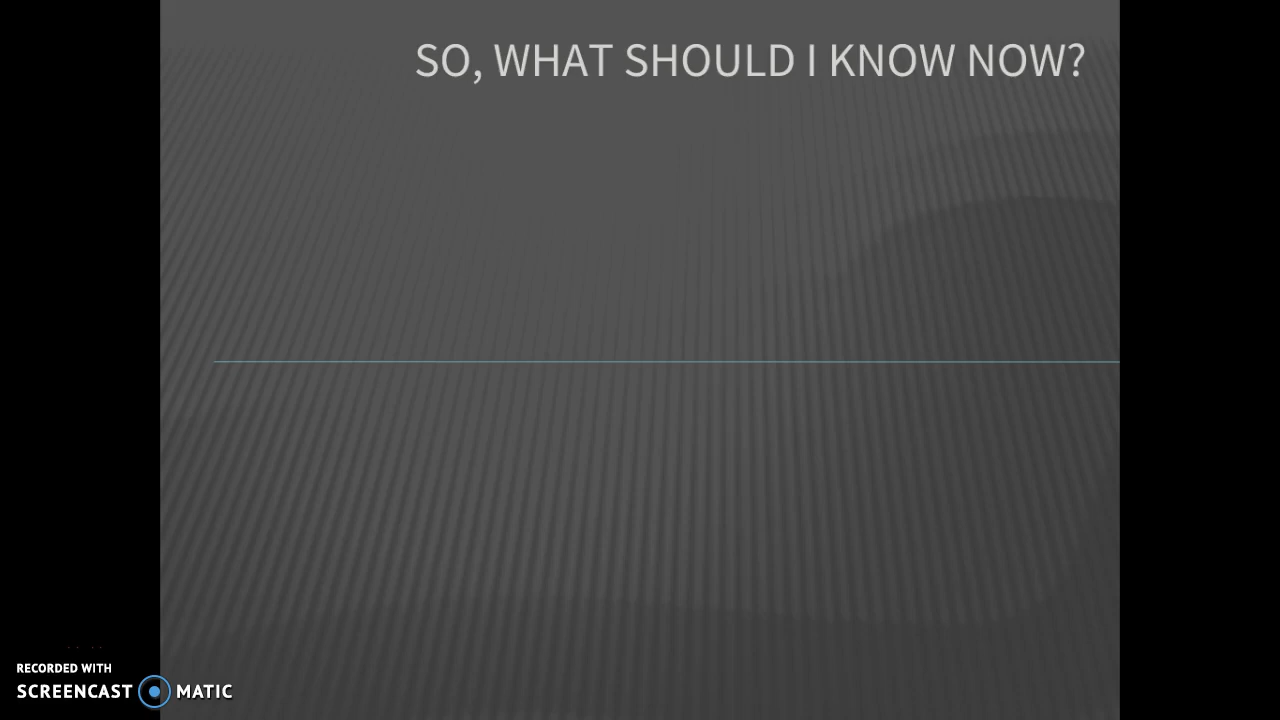 SO, WHAT SHOULD I KNOW NOW?
RECORDED WITH
SCREENCAST MATIC